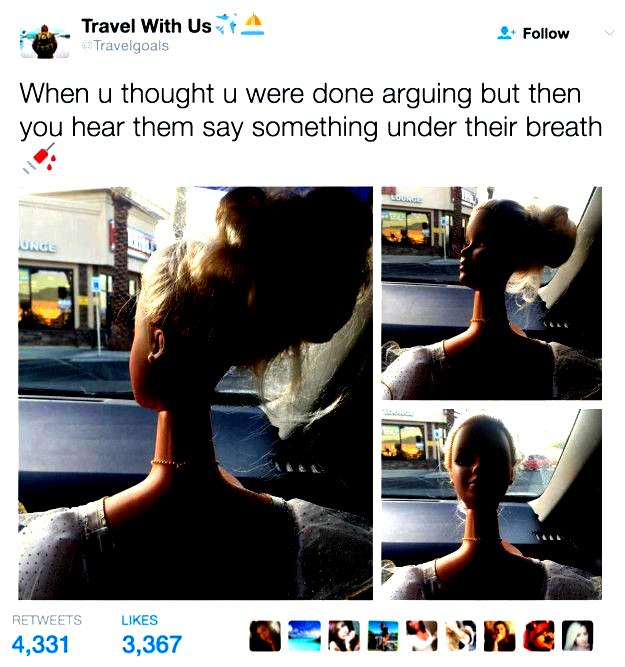 Travel With Us
@Travelgoals
Follow
When u thought u were done arguing but then
you hear them say something under their breath
UNGE
LOUNGE
RETWEETS
LIKES
4,331
3,367